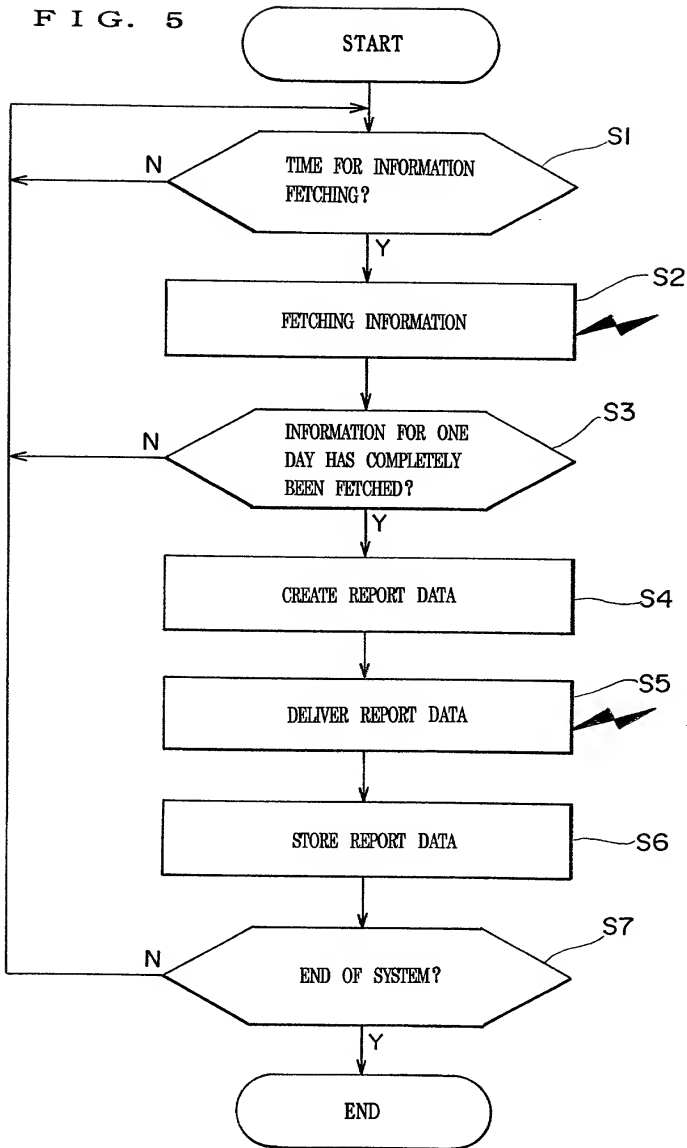 FIG. 5
START
S1
N
TIME FOR INFORMATION
FETCHING?
Y
S2
FETCHING INFORMATION
S3
N
INFORMATION FOR ONE
DAY HAS COMPLETELY
BEEN FETCHED?
Y
CREATE REPORT DATA
S4
S5
DELIVER REPORT DATA
STORE REPORT DATA
S6
S7
N
END OF SYSTEM?
Y
END